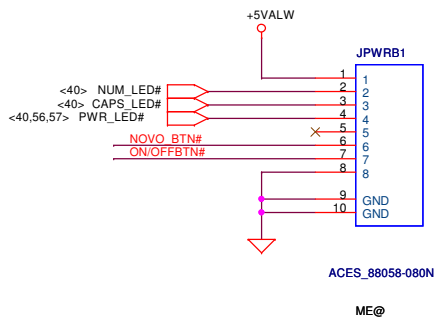 +5VALW
JPWRB1
<40> NUM_LED# 2 2
<40> CAPS_LED# 3 3
<40,56,57> PWR_LED# 4 4
1 1
5 5
NOVO_BTN# 6 6
ON/OFFBTN# 7 7
8 8
9 GND
10 GND
ACES_88058-080N
ME@